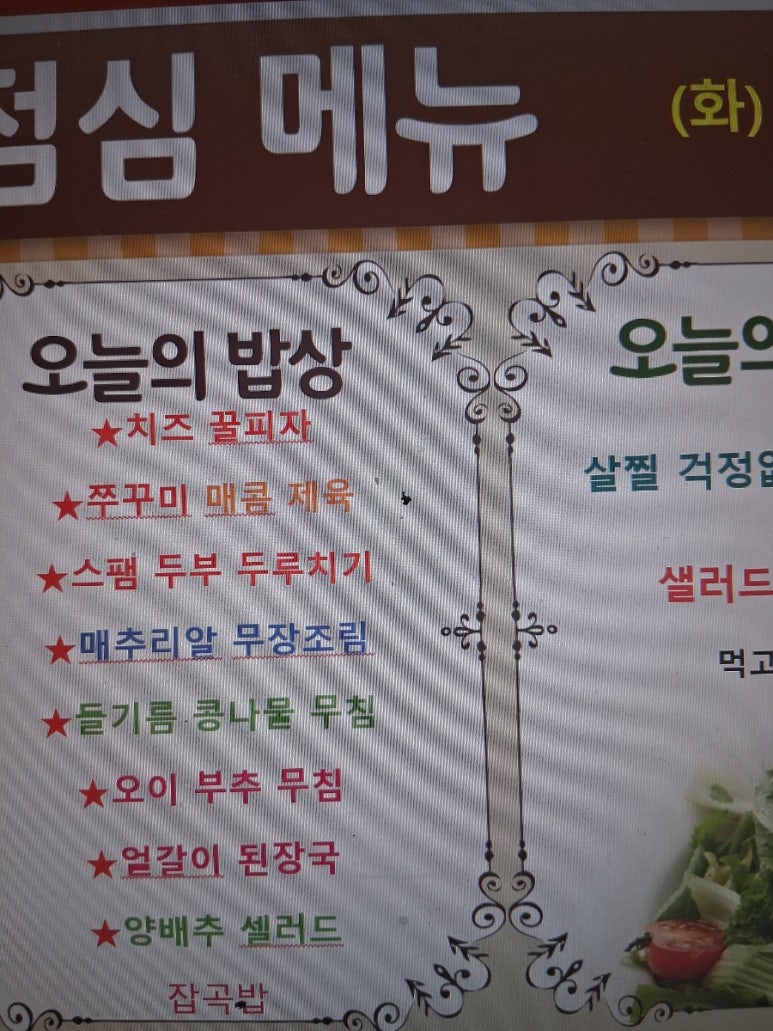 점심 메뉴 (화)
오늘의 밥상
★치즈 꿀피자
★쭈꾸미 매콤 제육
★스팸 두부 두루치기
★매추리알 무장조림
★들기름 콩나물 무침
★오이 부추 무침
★얼갈이 된장국
★양배추 셀러드
잡곡밥
오늘의
살찔 걱정없
샐러드
먹고